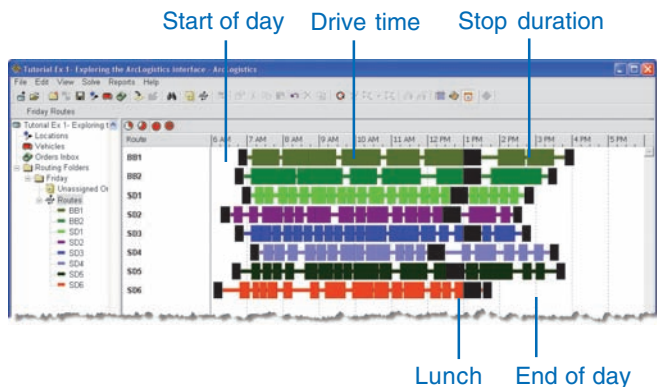 Start of day Drive time Stop duration
Tutorial Ex 1- Exploring the ArcLogistics interface - ArcLogistics
File Edit View Solve Reports Help
Friday Routes
Tutorial Ex 1- Exploring t
Locations
Vehicles
Orders Inbox
Routing Folders
Friday
Unassigned Or
Routes
BB1
BB2
SD1
SD2
SD3
SD4
SD5
SD6
Route 6 AM 7 AM 8 AM 9 AM 10 AM 11 AM 12 PM 1 PM 2 PM 3 PM 4 PM 5 PM
BB1
BB2
SD1
SD2
SD3
SD4
SD5
SD6
Lunch End of day